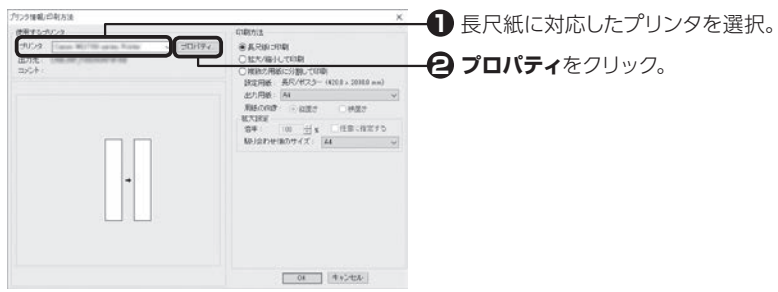 プリンタ情報/印刷方法
使用するプリンタ
プリンタ
プロパティ
出力先:
コメント:
印刷方法
長尺紙に印刷
拡大/縮小して印刷
複数の用紙に分割して印刷
設定用紙: 長尺/ポスター (420.0 x 2000.0 mm)
出力用紙: A4
用紙の向き: 縦置き 横置き
拡大設定
倍率: 100 % 任意に指定する
貼り合わせ後のサイズ: A4
OK キャンセル
❶ 長尺紙に対応したプリンタを選択。
❷ プロパティをクリック。